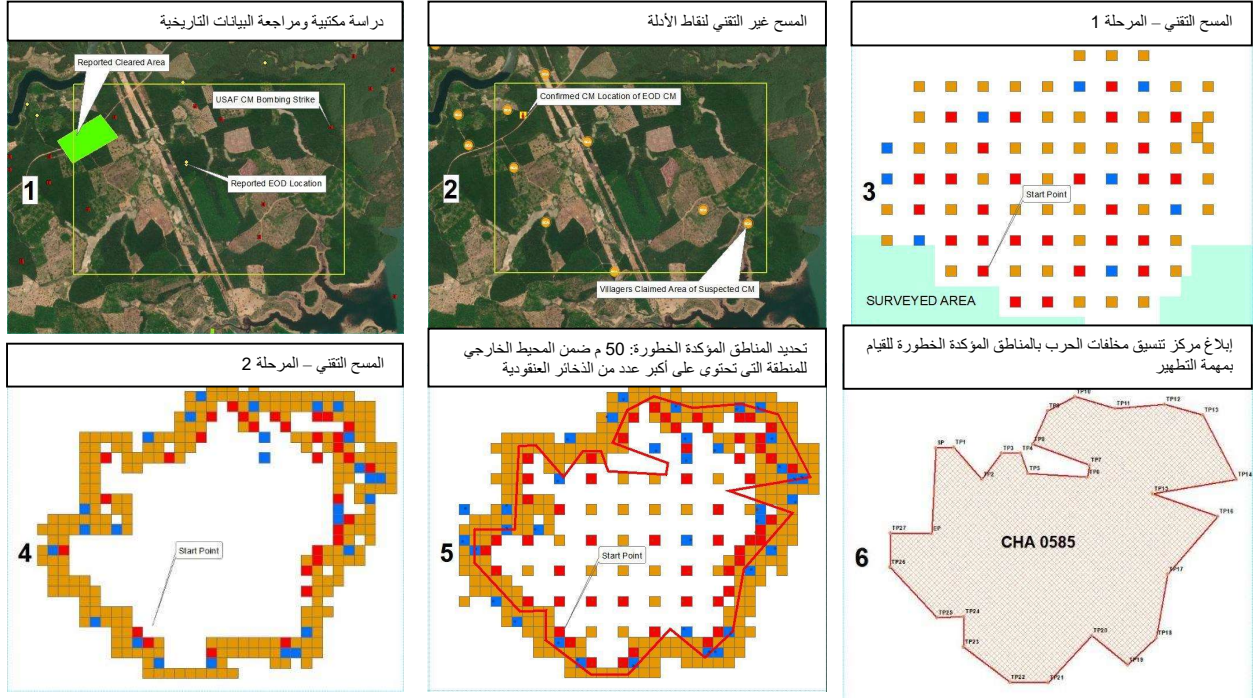 دراسة مكتبية ومراجعة البيانات التاريخية
Reported Cleared Area
USAF CM Bombing Strike
Reported EOD Location
1
المسح غير التقني لنقاط الأدلة
Confirmed CM Location of EOD CM
Villagers Claimed Area of Suspected CM
2
المسح التقني – المرحلة 1
Start Point
3
SURVEYED AREA
المسح التقني – المرحلة 2
Start Point
4
تحديد المناطق المؤكدة الخطورة: 50 م ضمن المحيط الخارجي
للمنطقة التي تحتوي على أكبر عدد من الذخائر العنقودية
Start Point
5
إبلاغ مركز تنسيق مخلفات الحرب بالمناطق المؤكدة الخطورة للقيام
بمهمة التطهير
TP10
TP9
TP11
TP12
TP13
TP8
SP
TP1
TP3
TP4
TP2
TP5
TP7
TP6
TP14
TP15
TP16
TP27
EP
CHA 0585
6
TP26
TP17
TP25
TP24
TP23
TP20
TP18
TP19
TP22
TP21